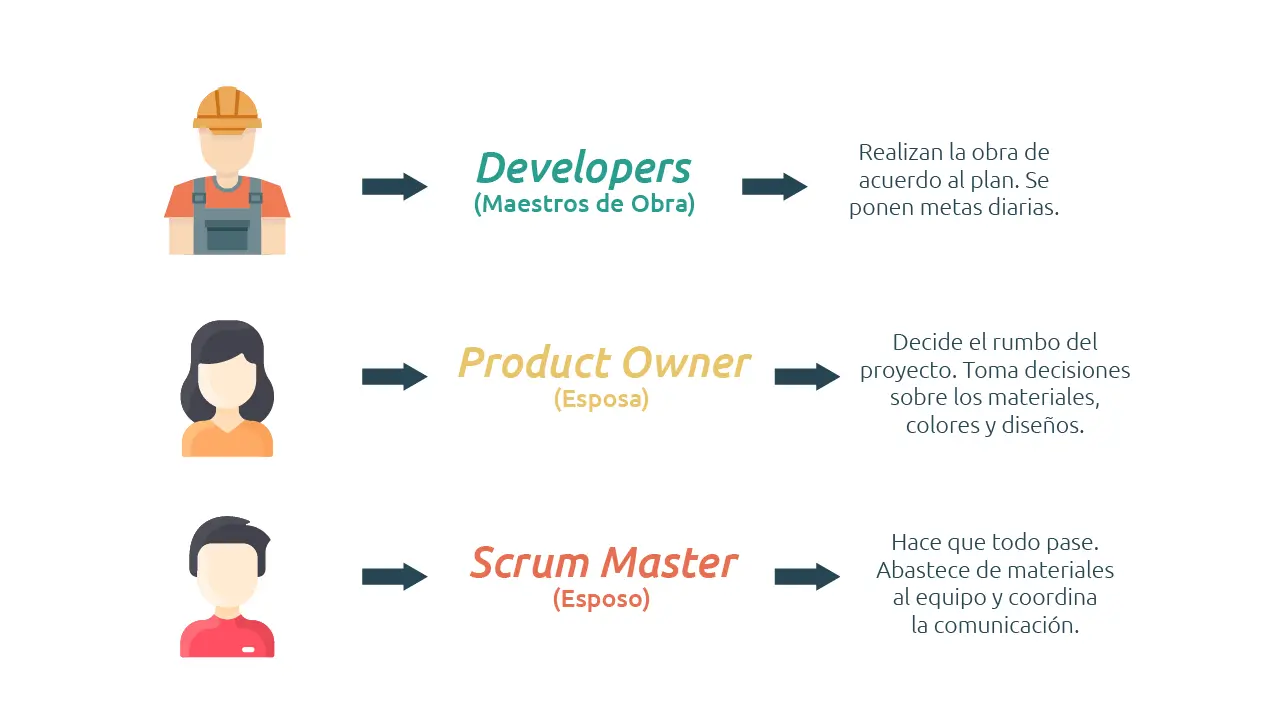 Developers
(Maestros de Obra)
Realizan la obra de
acuerdo al plan. Se
ponen metas diarias.
Product Owner
(Esposa)
Decide el rumbo del
proyecto. Toma decisiones
sobre los materiales,
colores y diseños.
Scrum Master
(Esposo)
Hace que todo pase.
Abastece de materiales
al equipo y coordina
la comunicación.